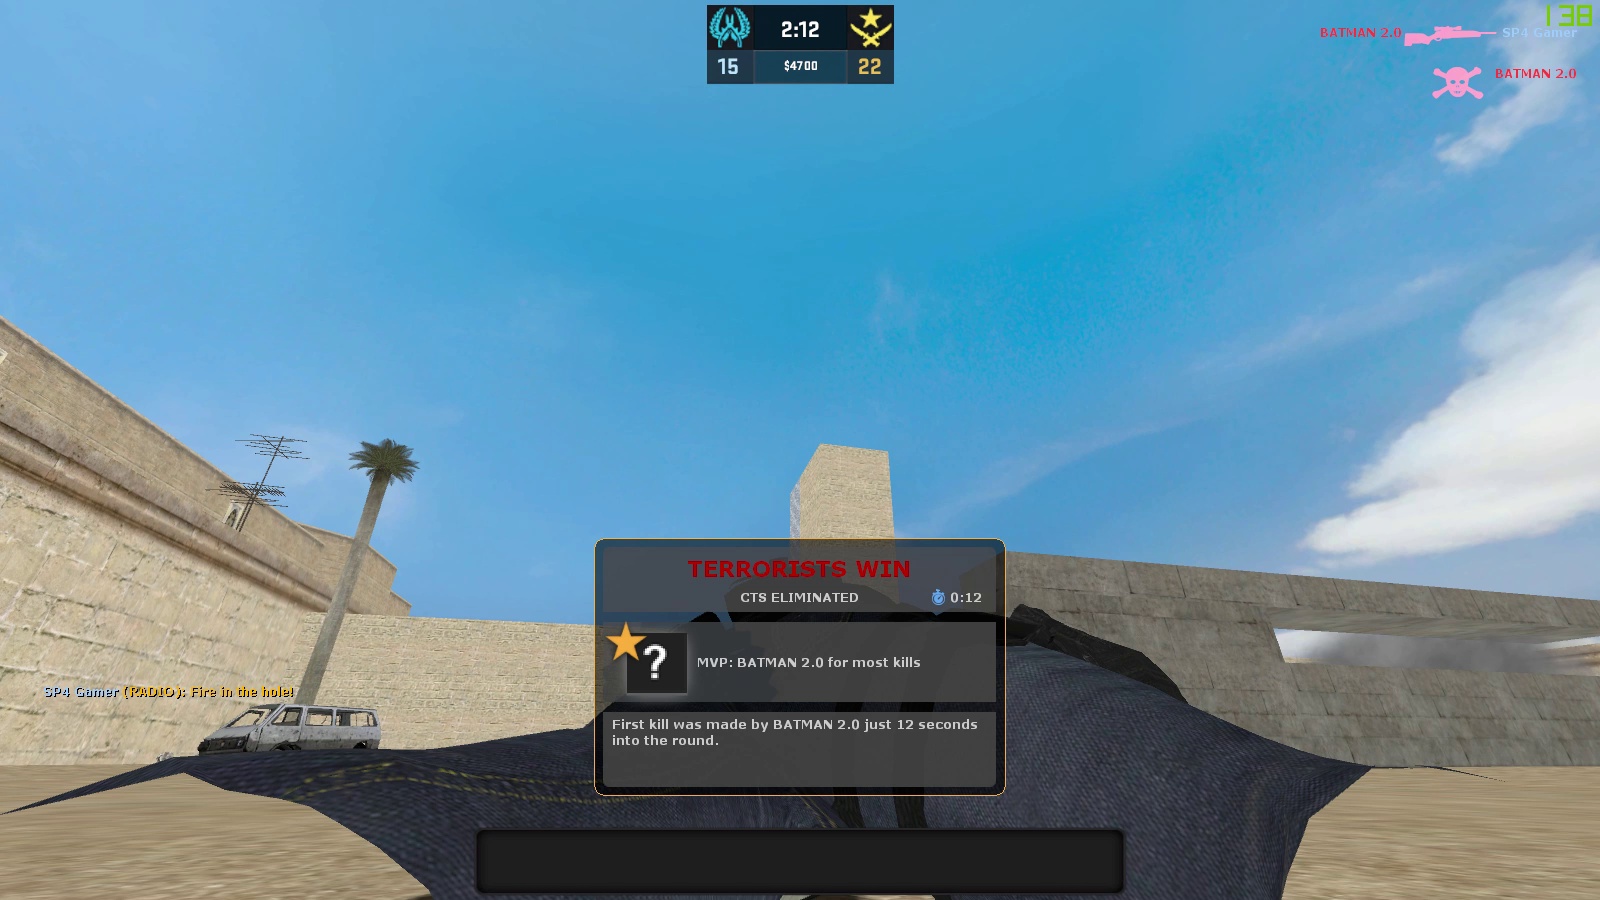 2:12
15 $4700 22
138
BATMAN 2.0 SP4 Gamer
BATMAN 2.0
TERRORISTS WIN
CTS ELIMINATED 0:12
?
MVP: BATMAN 2.0 for most kills
First kill was made by BATMAN 2.0 just 12 seconds
into the round.
SP4 Gamer (RADIO): Fire in the hole!